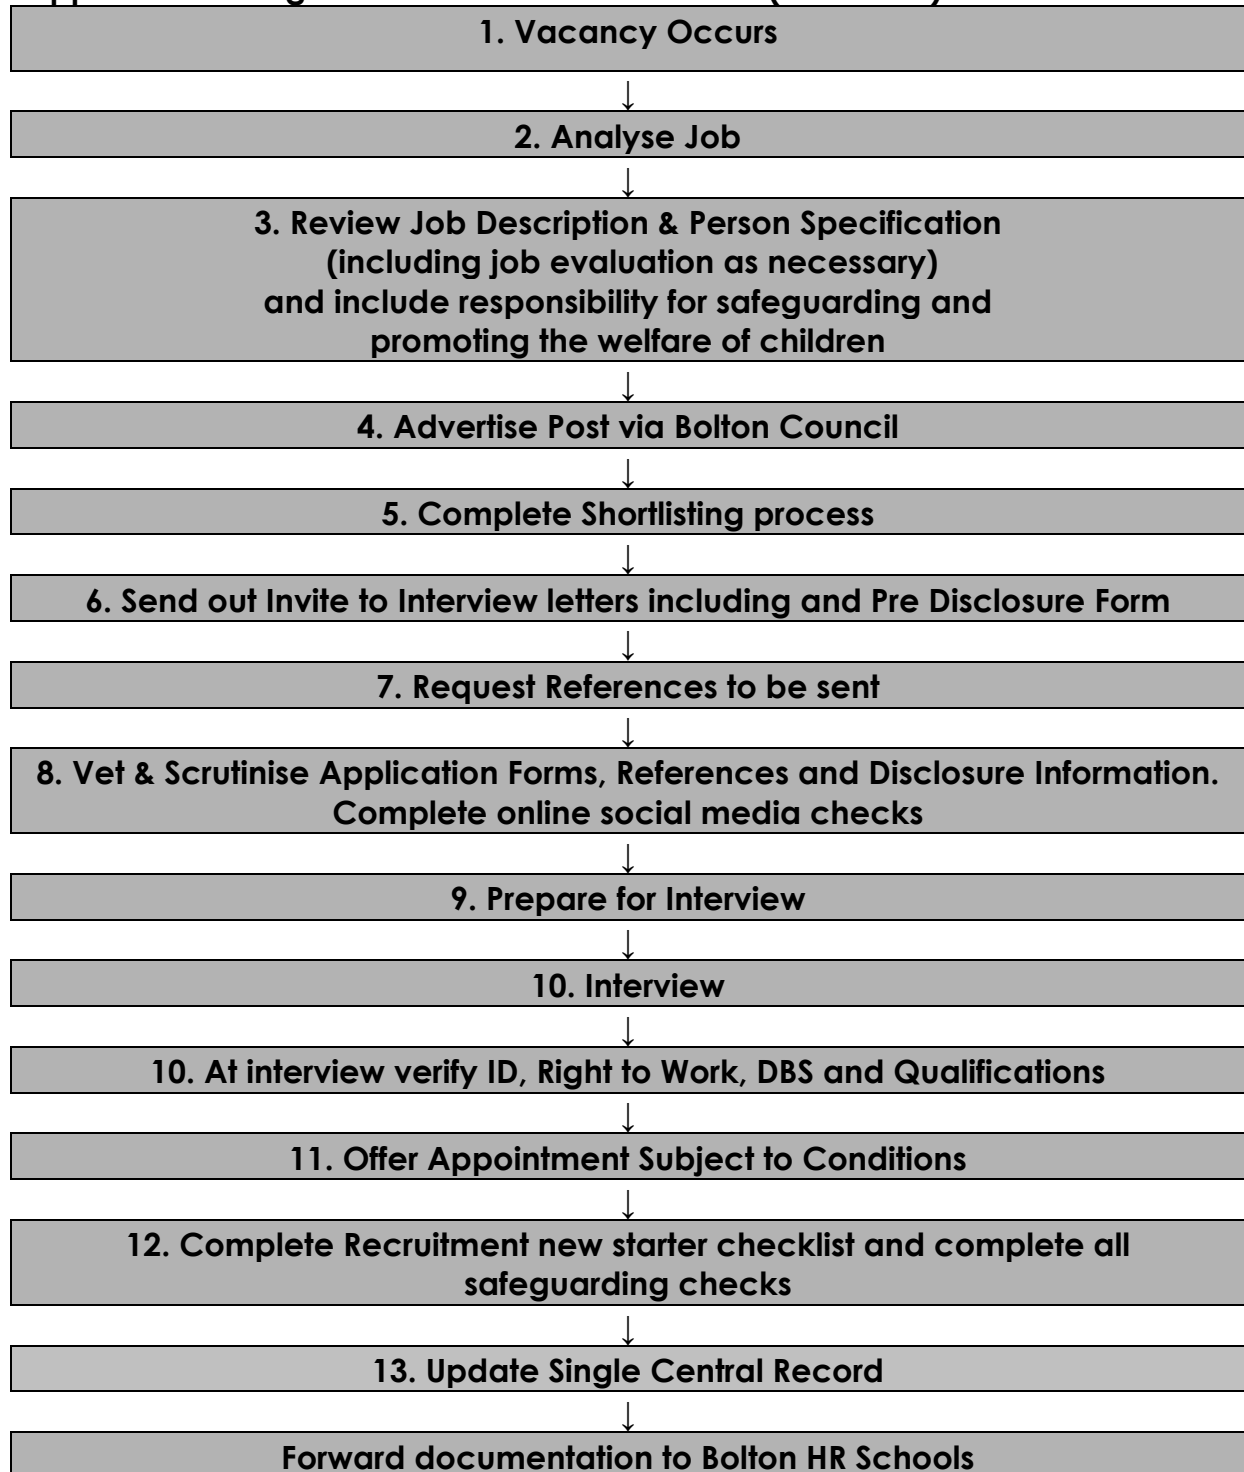 1. Vacancy Occurs
↓
2. Analyse Job
↓
3. Review Job Description & Person Specification
(including job evaluation as necessary)
and include responsibility for safeguarding and
promoting the welfare of children
↓
4. Advertise Post via Bolton Council
↓
5. Complete Shortlisting process
↓
6. Send out Invite to Interview letters including and Pre Disclosure Form
↓
7. Request References to be sent
↓
8. Vet & Scrutinise Application Forms, References and Disclosure Information.
Complete online social media checks
↓
9. Prepare for Interview
↓
10. Interview
↓
10. At interview verify ID, Right to Work, DBS and Qualifications
↓
11. Offer Appointment Subject to Conditions
↓
12. Complete Recruitment new starter checklist and complete all
safeguarding checks
↓
13. Update Single Central Record
↓
Forward documentation to Bolton HR Schools